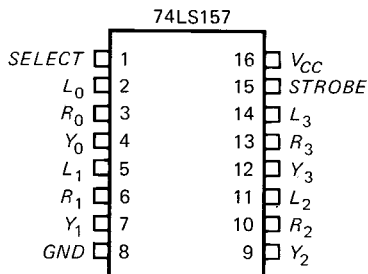 74LS157
SELECT 1 16 VCC
L0 2 15 STROBE
R0 3 14 L3
Y0 4 13 R3
L1 5 12 Y3
R1 6 11 L2
Y1 7 10 R2
GND 8 9 Y2